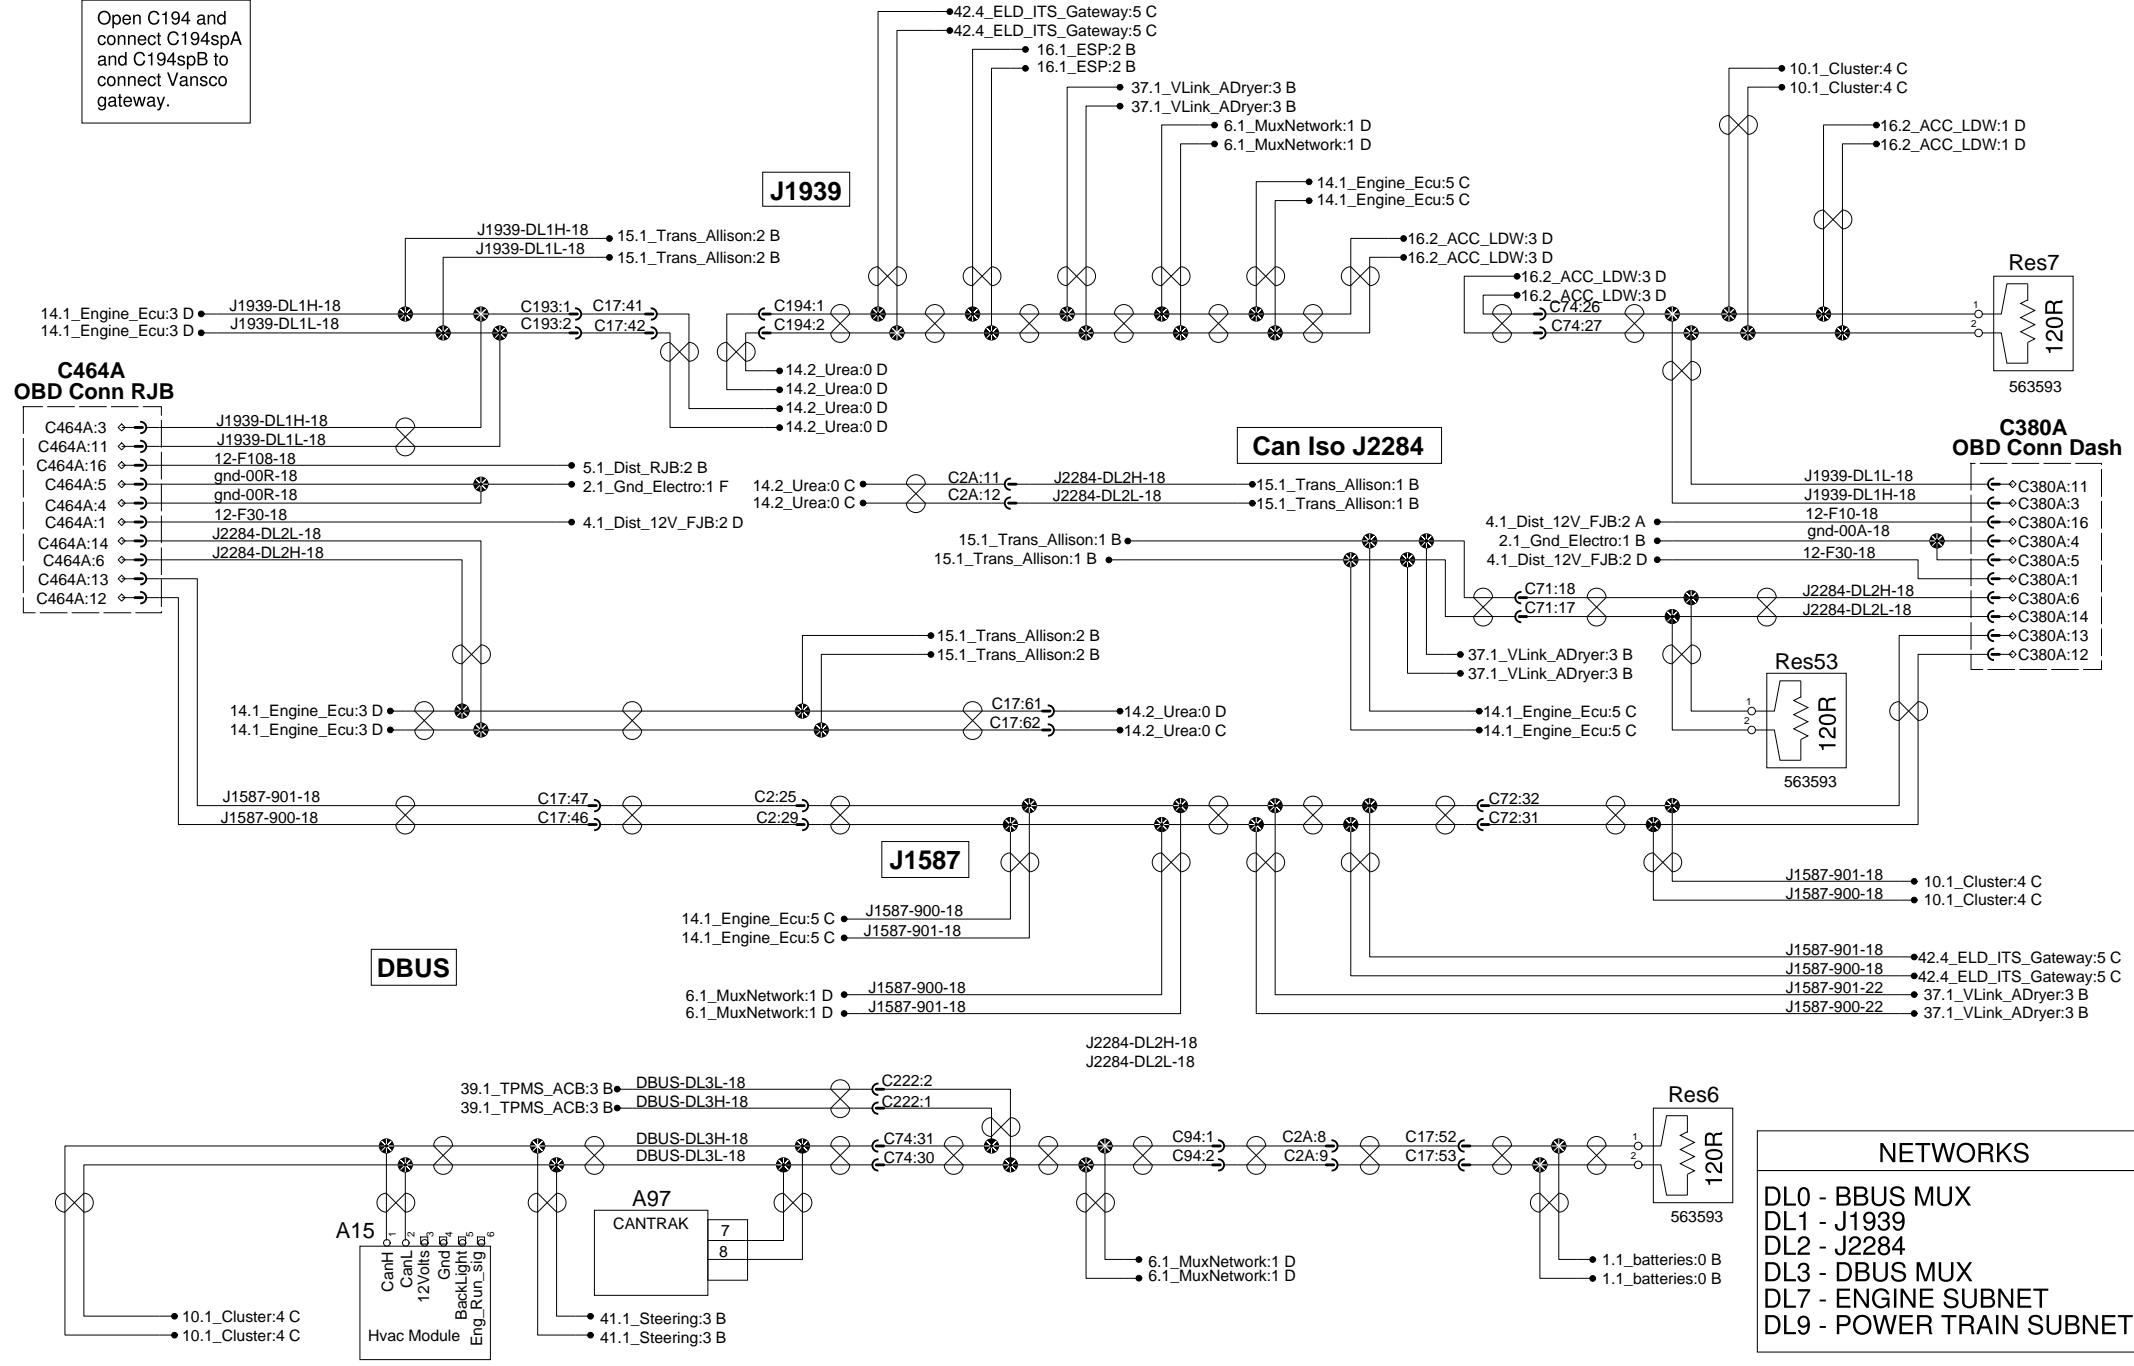 Open C194 and
connect C194spA
and C194spB to
connect Vansco
gateway.
42.4_ELD_ITS_Gateway:5 C
42.4_ELD_ITS_Gateway:5 C
16.1_ESP:2 B
16.1_ESP:2 B
37.1_VLink_ADryer:3 B
37.1_VLink_ADryer:3 B
6.1_MuxNetwork:1 D
6.1_MuxNetwork:1 D
14.1_Engine_Ecu:5 C
14.1_Engine_Ecu:5 C
10.1_Cluster:4 C
10.1_Cluster:4 C
16.2_ACC_LDW:1 D
16.2_ACC_LDW:1 D
J1939
J1939-DL1H-18
15.1_Trans_Allison:2 B
J1939-DL1L-18
15.1_Trans_Allison:2 B
16.2_ACC_LDW:3 D
16.2_ACC_LDW:3 D
16.2_ACC_LDW:3 D
16.2_ACC_LDW:3 D
14.1_Engine_Ecu:3 D
J1939-DL1H-18
C193:1
C17:41
C194:1
C74:26
14.1_Engine_Ecu:3 D
J1939-DL1L-18
C193:2
C17:42
C194:2
C74:27
Res7
1
2
120R
563593
14.2_Urea:0 D
14.2_Urea:0 D
14.2_Urea:0 D
14.2_Urea:0 D
C464A
OBD Conn RJB
C464A:3
J1939-DL1H-18
C464A:11
J1939-DL1L-18
C464A:16
12-F108-18
5.1_Dist_RJB:2 B
C464A:5
gnd-00R-18
2.1_Gnd_Electro:1 F
C464A:4
gnd-00R-18
C464A:1
12-F30-18
4.1_Dist_12V_FJB:2 D
C464A:14
J2284-DL2L-18
C464A:6
J2284-DL2H-18
C464A:13
C464A:12
Can Iso J2284
14.2_Urea:0 C
C2A:11
J2284-DL2H-18
15.1_Trans_Allison:1 B
14.2_Urea:0 C
C2A:12
J2284-DL2L-18
15.1_Trans_Allison:1 B
15.1_Trans_Allison:1 B
15.1_Trans_Allison:1 B
C380A
OBD Conn Dash
J1939-DL1L-18
C380A:11
J1939-DL1H-18
C380A:3
4.1_Dist_12V_FJB:2 A
12-F10-18
C380A:16
2.1_Gnd_Electro:1 B
gnd-00A-18
C380A:4
4.1_Dist_12V_FJB:2 D
12-F30-18
C380A:5
C380A:1
C71:18
J2284-DL2H-18
C380A:6
C71:17
J2284-DL2L-18
C380A:14
C380A:13
C380A:12
15.1_Trans_Allison:2 B
15.1_Trans_Allison:2 B
37.1_VLink_ADryer:3 B
37.1_VLink_ADryer:3 B
14.1_Engine_Ecu:5 C
14.1_Engine_Ecu:5 C
Res53
1
2
120R
563593
14.1_Engine_Ecu:3 D
C17:61
14.2_Urea:0 D
14.1_Engine_Ecu:3 D
C17:62
14.2_Urea:0 C
J1587-901-18
C17:47
C2:25
C72:32
J1587-900-18
C17:46
C2:29
C72:31
J1587
J1587-901-18
10.1_Cluster:4 C
J1587-900-18
10.1_Cluster:4 C
14.1_Engine_Ecu:5 C
J1587-900-18
14.1_Engine_Ecu:5 C
J1587-901-18
DBUS
J1587-901-18
42.4_ELD_ITS_Gateway:5 C
J1587-900-18
42.4_ELD_ITS_Gateway:5 C
6.1_MuxNetwork:1 D
J1587-900-18
J1587-901-22
37.1_VLink_ADryer:3 B
6.1_MuxNetwork:1 D
J1587-901-18
J1587-900-22
37.1_VLink_ADryer:3 B
J2284-DL2H-18
J2284-DL2L-18
39.1_TPMS_ACB:3 B
DBUS-DL3L-18
C222:2
39.1_TPMS_ACB:3 B
DBUS-DL3H-18
C222:1
DBUS-DL3H-18
C74:31
C94:1
C2A:8
C17:52
DBUS-DL3L-18
C74:30
C94:2
C2A:9
C17:53
Res6
1
2
120R
563593
A15
1
2
3
4
5
6
CanH
CanL
12Volts
Gnd
BackLight
Eng_Run_sig
Hvac Module
A97
CANTRAK
7
8
6.1_MuxNetwork:1 D
6.1_MuxNetwork:1 D
1.1_batteries:0 B
1.1_batteries:0 B
10.1_Cluster:4 C
10.1_Cluster:4 C
41.1_Steering:3 B
41.1_Steering:3 B
NETWORKS
DL0 - BBUS MUX
DL1 - J1939
DL2 - J2284
DL3 - DBUS MUX
DL7 - ENGINE SUBNET
DL9 - POWER TRAIN SUBNET